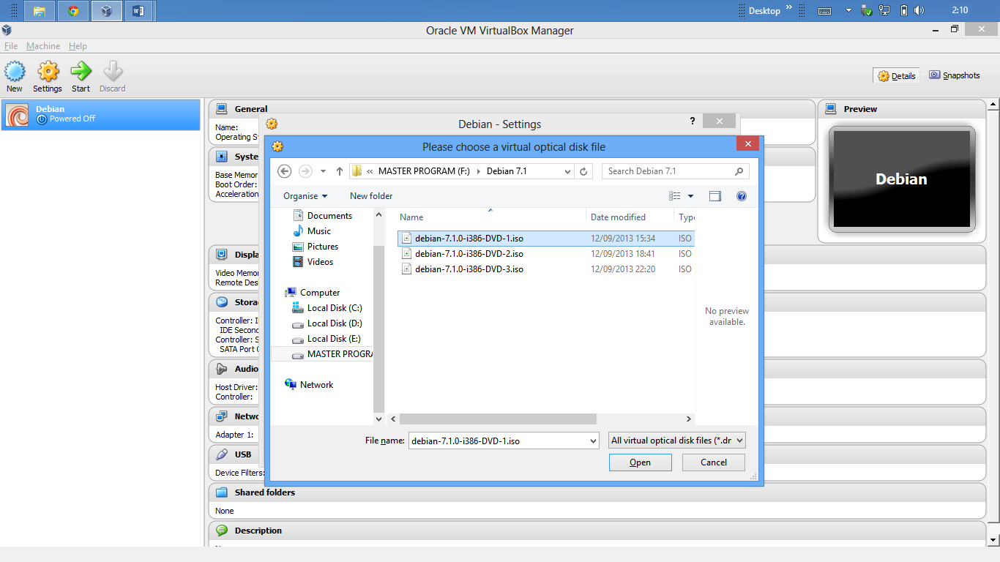 Desktop »
2:10
Oracle VM VirtualBox Manager
File Machine Help
New Settings Start Discard
Details Snapshots
Debian
Powered Off
General
Name:
Operating Sy
Syste
Base Memor
Boot Order:
Acceleration
Displa
Video Memo
Remote Des
Stora
Controller: I
IDE Second
Controller: S
SATA Port 0
Audio
Host Driver:
Controller:
Netwo
Adapter 1:
USB
Device Filters:
Shared folders
None
Description
Preview
Debian
Debian - Settings
?
Please choose a virtual optical disk file
« MASTER PROGRAM (F:) Debian 7.1
Search Debian 7.1
Organise New folder
Documents
Music
Pictures
Videos
Computer
Local Disk (C:)
Local Disk (D:)
Local Disk (E:)
MASTER PROGRA
Network
Name Date modified Type
debian-7.1.0-i386-DVD-1.iso 12/09/2013 15:34 ISO
debian-7.1.0-i386-DVD-2.iso 12/09/2013 18:41 ISO
debian-7.1.0-i386-DVD-3.iso 12/09/2013 22:20 ISO
No preview
available.
File name: debian-7.1.0-i386-DVD-1.iso All virtual optical disk files (*.dr
Open Cancel